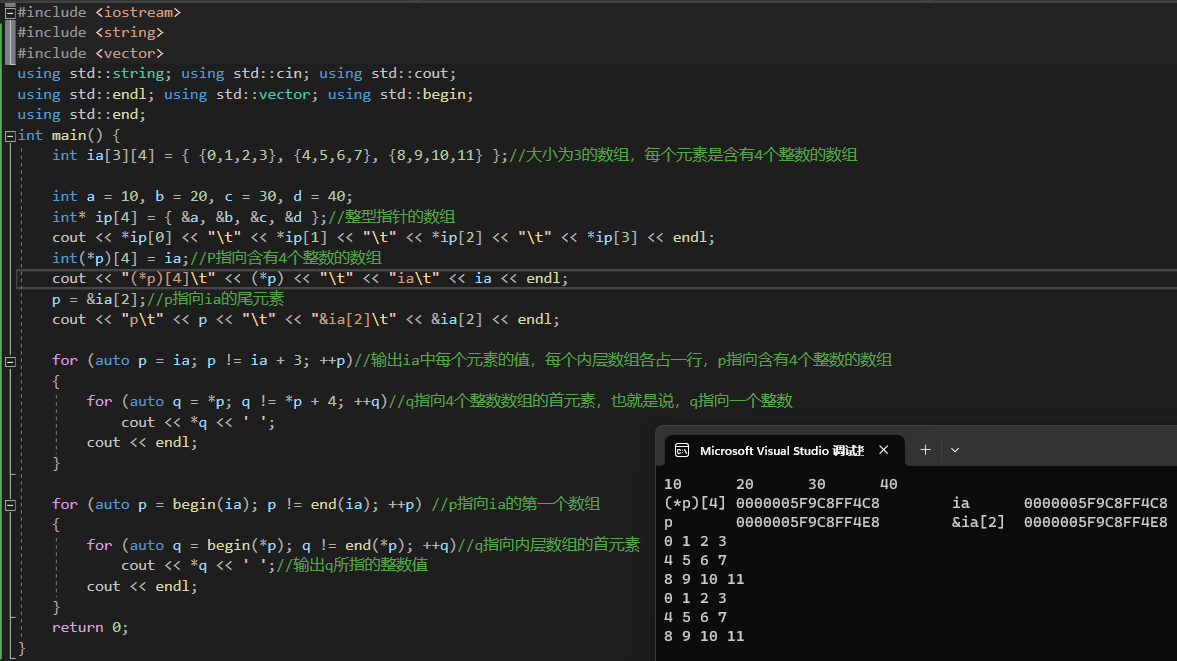 #include <iostream>
#include <string>
#include <vector>
using std::string; using std::cin; using std::cout;
using std::endl; using std::vector; using std::begin;
using std::end;
int main() {
    int ia[3][4] = { {0,1,2,3}, {4,5,6,7}, {8,9,10,11} };//大小为3的数组，每个元素是含有4个整数的数组
    int a = 10, b = 20, c = 30, d = 40;
    int* ip[4] = { &a, &b, &c, &d };//整型指针的数组
    cout << *ip[0] << "\t" << *ip[1] << "\t" << *ip[2] << "\t" << *ip[3] << endl;
    int(*p)[4] = ia;//P指向含有4个整数的数组
    cout << "(*p)[4]\t" << (*p) << "\t" << "ia\t" << ia << endl;
    p = &ia[2];//p指向ia的尾元素
    cout << "p\t" << p << "\t" << "&ia[2]\t" << &ia[2] << endl;
    for (auto p = ia; p != ia + 3; ++p)//输出ia中每个元素的值，每个内层数组各占一行，p指向含有4个整数的数组
    {
        for (auto q = *p; q != *p + 4; ++q)//q指向4个整数数组的首元素，也就是说，q指向一个整数
            cout << *q << ' ';
        cout << endl;
    }
    for (auto p = begin(ia); p != end(ia); ++p) //p指向ia的第一个数组
    {
        for (auto q = begin(*p); q != end(*p); ++q)//q指向内层数组的首元素
            cout << *q << ' ';//输出q所指的整数值
        cout << endl;
    }
    return 0;
}
Microsoft Visual Studio 调试
10 20 30 40
(*p)[4] 0000005F9C8FF4C8 ia 0000005F9C8FF4C8
p 0000005F9C8FF4E8 &ia[2] 0000005F9C8FF4E8
0 1 2 3
4 5 6 7
8 9 10 11
0 1 2 3
4 5 6 7
8 9 10 11